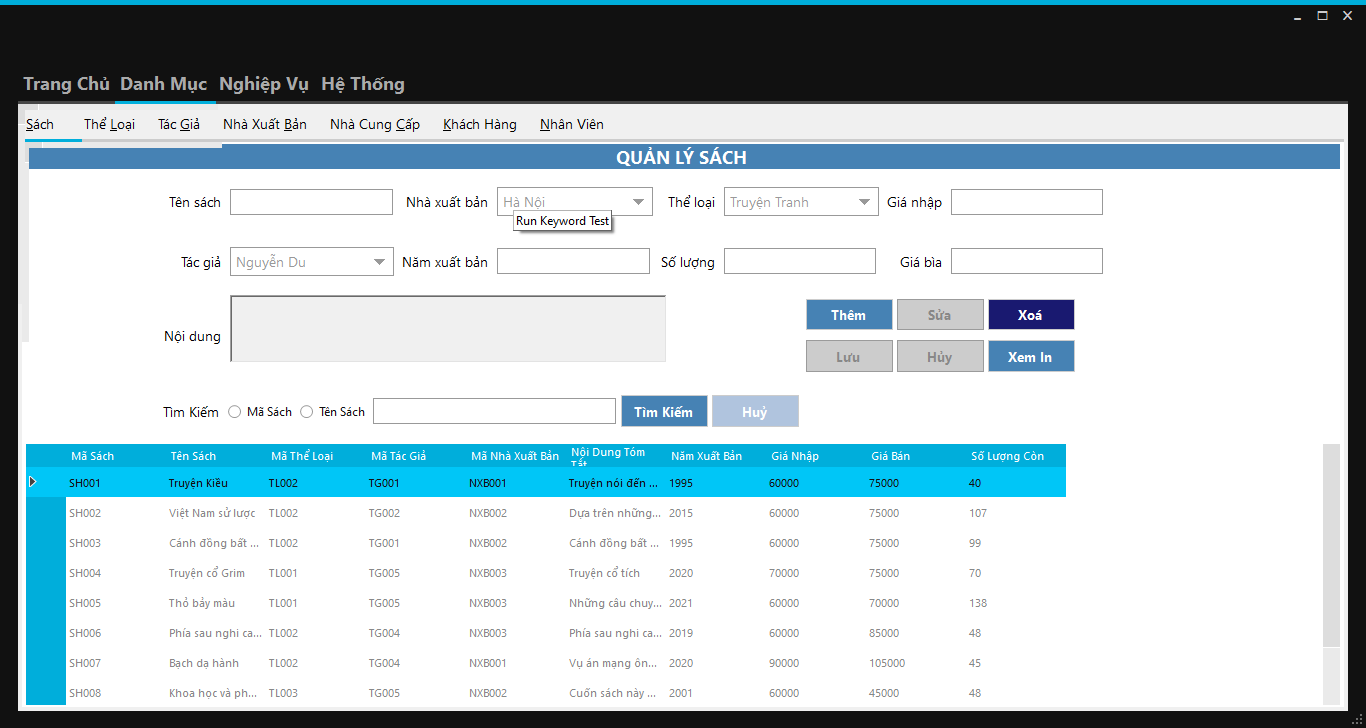 Trang Chủ Danh Mục Nghiệp Vụ Hệ Thống
Sách Thể Loại Tác Giả Nhà Xuất Bản Nhà Cung Cấp Khách Hàng Nhân Viên
QUẢN LÝ SÁCH
Tên sách Nhà xuất bản Hà Nội Thể loại Truyện Tranh Giá nhập
Run Keyword Test
Tác giả Nguyễn Du Năm xuất bản Số lượng Giá bìa
Thêm Sửa Xoá
Nội dung
Lưu Hủy Xem In
Tìm Kiếm Mã Sách Tên Sách Tìm Kiếm Huỷ
Mã Sách Tên Sách Mã Thể Loại Mã Tác Giả Mã Nhà Xuất Bản Nội Dung Tóm Tắt Năm Xuất Bản Giá Nhập Giá Bán Số Lượng Còn
SH001 Truyện Kiều TL002 TG001 NXB001 Truyện nói đến ... 1995 60000 75000 40
SH002 Việt Nam sử lược TL002 TG002 NXB002 Dựa trên những... 2015 60000 75000 107
SH003 Cánh đồng bất ... TL002 TG001 NXB002 Cánh đồng bất ... 1995 60000 75000 99
SH004 Truyện cổ Grim TL001 TG005 NXB003 Truyện cổ tích 2020 70000 75000 70
SH005 Thỏ bảy màu TL001 TG005 NXB003 Những câu chuy... 2021 60000 70000 138
SH006 Phía sau nghi ca... TL002 TG004 NXB003 Phía sau nghi ca... 2019 60000 85000 48
SH007 Bạch dạ hành TL002 TG004 NXB001 Vụ án mạng ôn... 2020 90000 105000 45
SH008 Khoa học và ph... TL003 TG005 NXB002 Cuốn sách này ... 2001 60000 45000 48